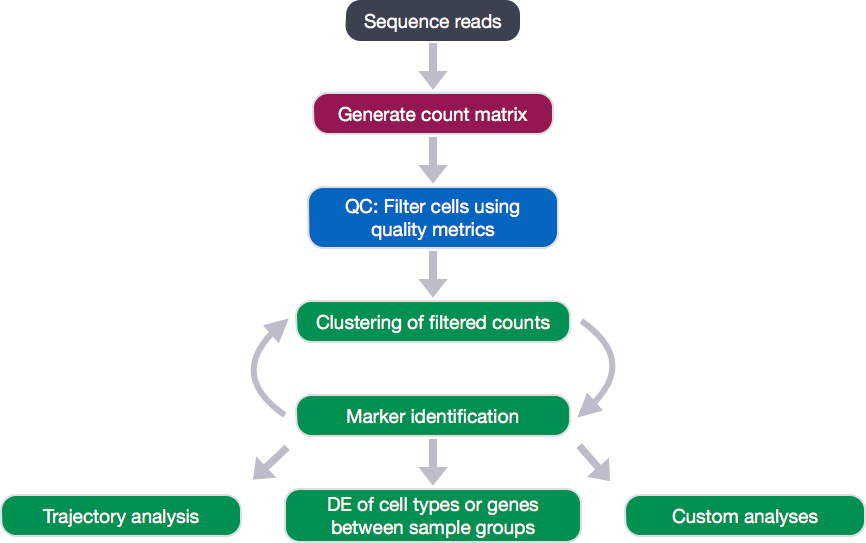 Sequence reads
Generate count matrix
QC: Filter cells using
quality metrics
Clustering of filtered counts
Marker identification
Trajectory analysis
DE of cell types or genes
between sample groups
Custom analyses